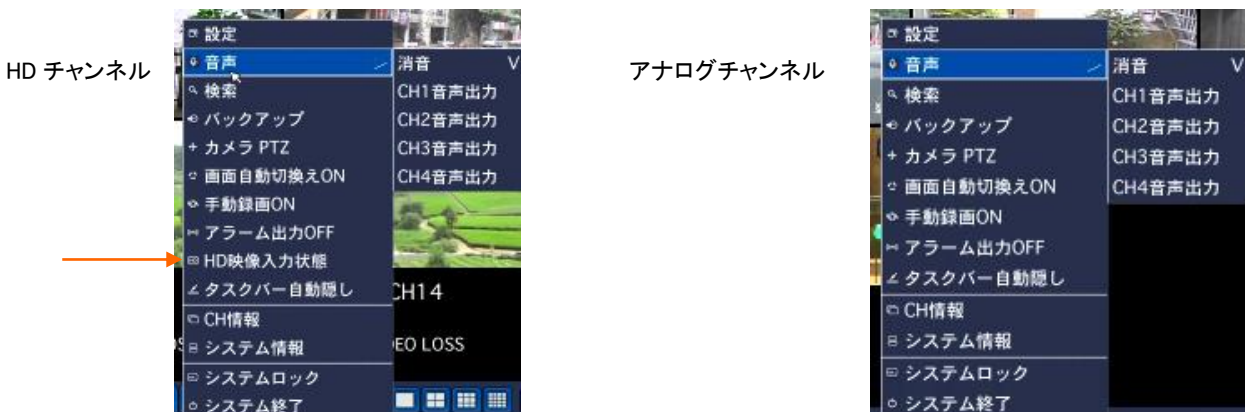 HD チャンネル
設定
音声
検索
バックアップ
カメラ PTZ
画面自動切換えON
手動録画ON
アラーム出力OFF
HD映像入力状態
タスクバー自動隠し
CH情報
システム情報
システムロック
システム終了
消音 V
CH1音声出力
CH2音声出力
CH3音声出力
CH4音声出力
CH14
EO LOSS
アナログチャンネル
設定
音声
検索
バックアップ
カメラ PTZ
画面自動切換えON
手動録画ON
アラーム出力OFF
タスクバー自動隠し
CH情報
システム情報
システムロック
システム終了
消音 V
CH1音声出力
CH2音声出力
CH3音声出力
CH4音声出力